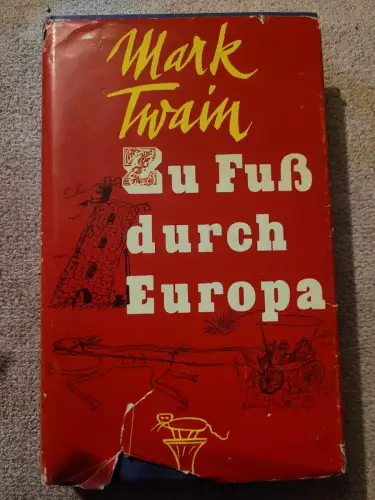 Mark
Twain
Zu Fuß
durch
Europa